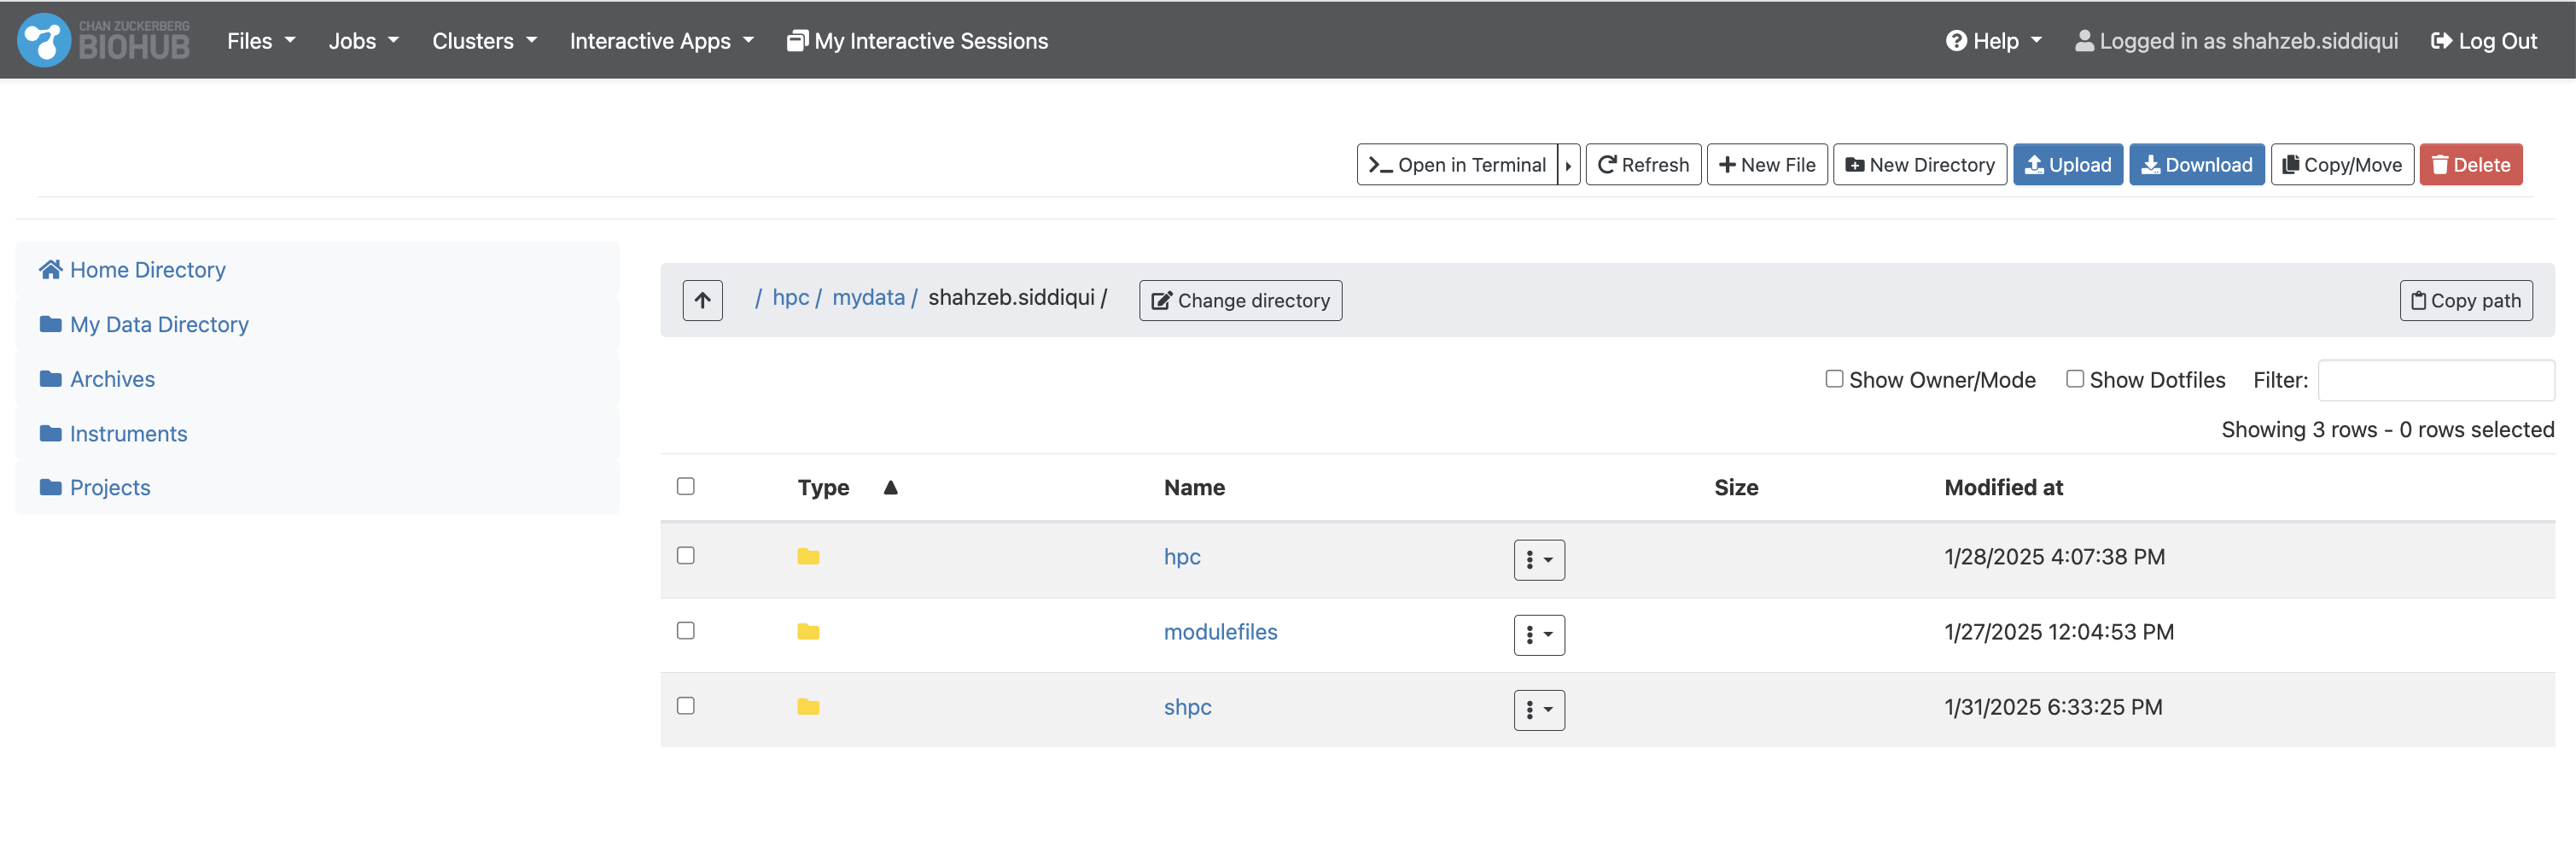 CHAN ZUCKERBERG
BIOHUB
Files Jobs Clusters Interactive Apps My Interactive Sessions Help Logged in as shahzeb.siddiqui Log Out
Open in Terminal Refresh New File New Directory Upload Download Copy/Move Delete
Home Directory
My Data Directory
Archives
Instruments
Projects
/ hpc / mydata / shahzeb.siddiqui / Change directory Copy path
Show Owner/Mode Show Dotfiles Filter:
Showing 3 rows - 0 rows selected
Type Name Size Modified at
hpc 1/28/2025 4:07:38 PM
modulefiles 1/27/2025 12:04:53 PM
shpc 1/31/2025 6:33:25 PM